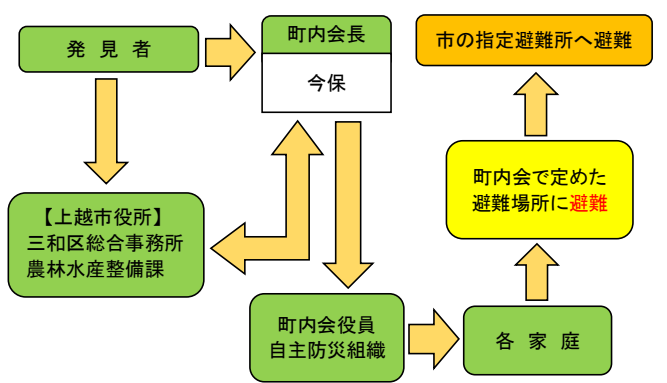 発 見 者
町内会長
今保
市の指定避難所へ避難
町内会で定めた
避難場所に避難
【上越市役所】
三和区総合事務所
農林水産整備課
町内会役員
自主防災組織
各 家 庭